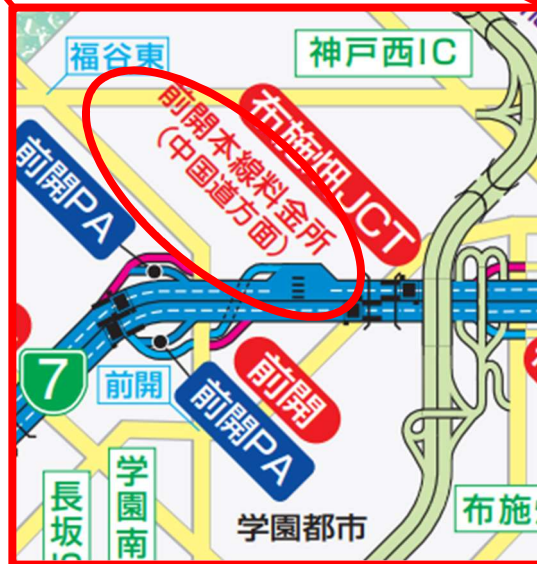 福谷東
神戸西IC
前開本線料金所
（中国道方面）
布施畑JCT
前開PA
7
前開
前開
前開PA
長坂
学園南
学園都市
布施